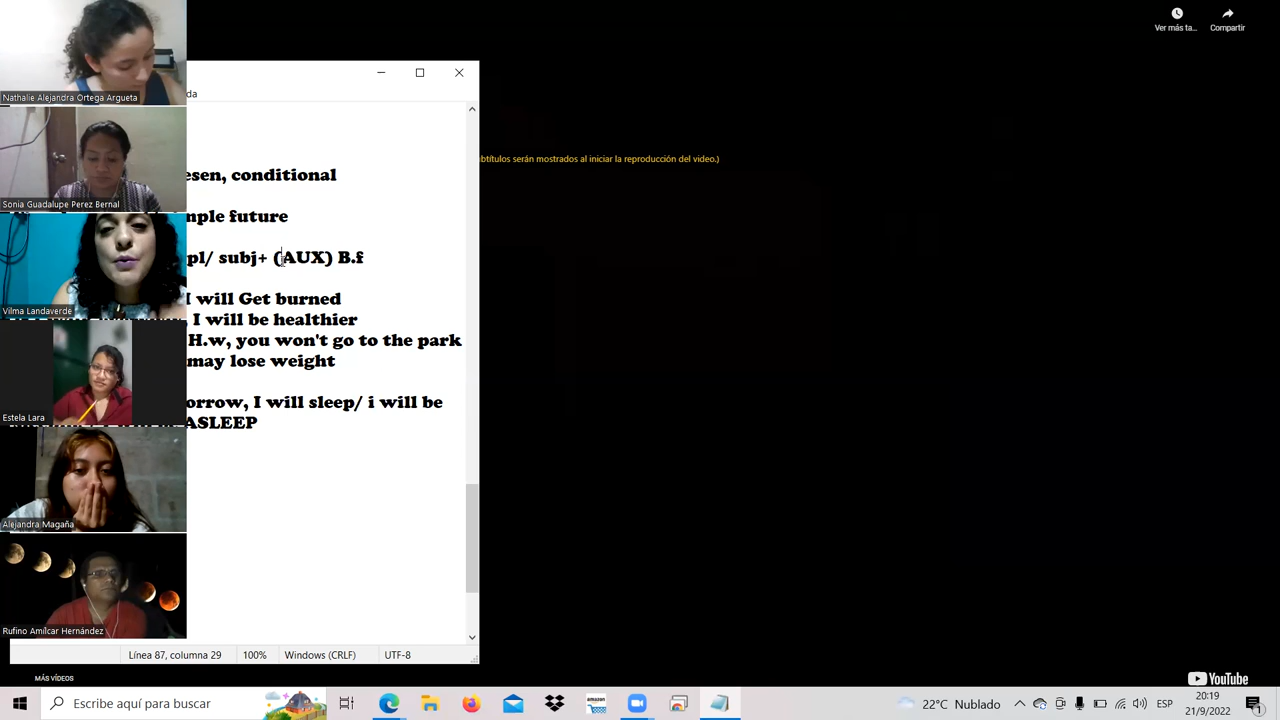 Ver más ta...
Compartir
Nathalie Alejandra Ortega Argueta
da
Sonia Guadalupe Perez Bernal
Vilma Landaverde
Estela Lara
Alejandra Magaña
Rufino Amílcar Hernández
btítulos serán mostrados al iniciar la reproducción del video.)
esen, conditional
mple future
pl/ subj+ (AUX) B.f
I will Get burned
, I will be healthier
H.w, you won't go to the park
may lose weight
orrow, I will sleep/ i will be
ASLEEP
Línea 87, columna 29
100%
Windows (CRLF)
UTF-8
MÁS VÍDEOS
YouTube
Escribe aquí para buscar
amazon
22°C Nublado
ESP
20:19
21/9/2022
1